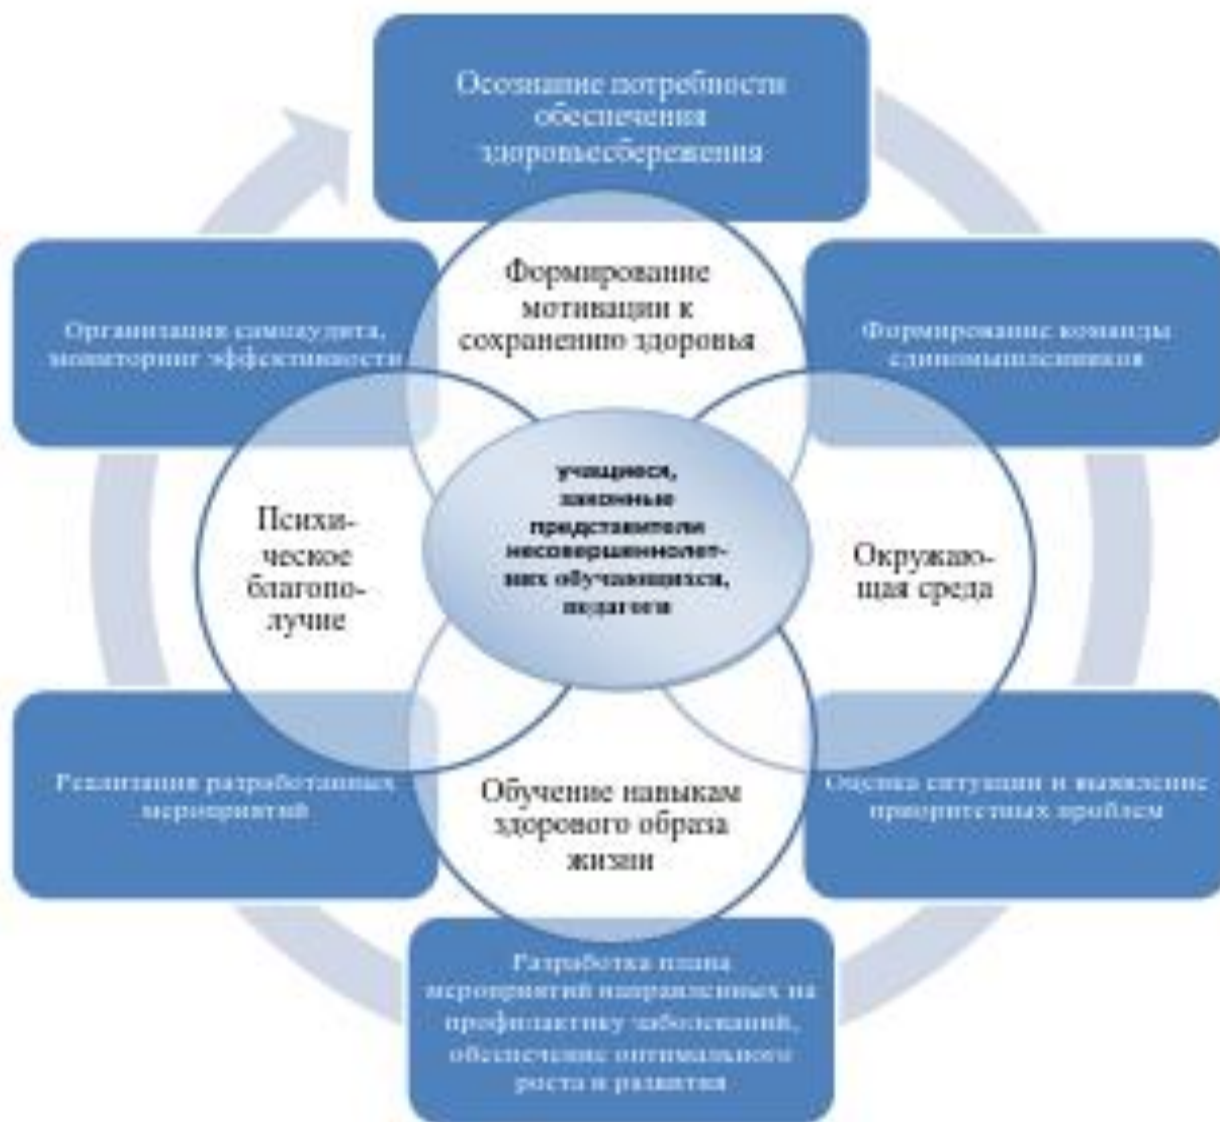 Осознание потребности
обеспечения
здоровьесбережения
Формирование
мотивации к
сохранению здоровья
Организация самоаудита,
мониторинг эффективности
Формирование команды
единомышленников
учащиеся,
законные
представители
несовершеннолет-
них обучающихся,
педагоги
Психи-
ческое
благопо-
лучие
Окружаю-
щая среда
Реализация разработанных
мероприятий
Обучение навыкам
здорового образа
жизни
Оценка ситуации и выявление
приоритетных проблем
Разработка плана
мероприятий направленных на
профилактику заболеваний,
обеспечение оптимального
роста и развития